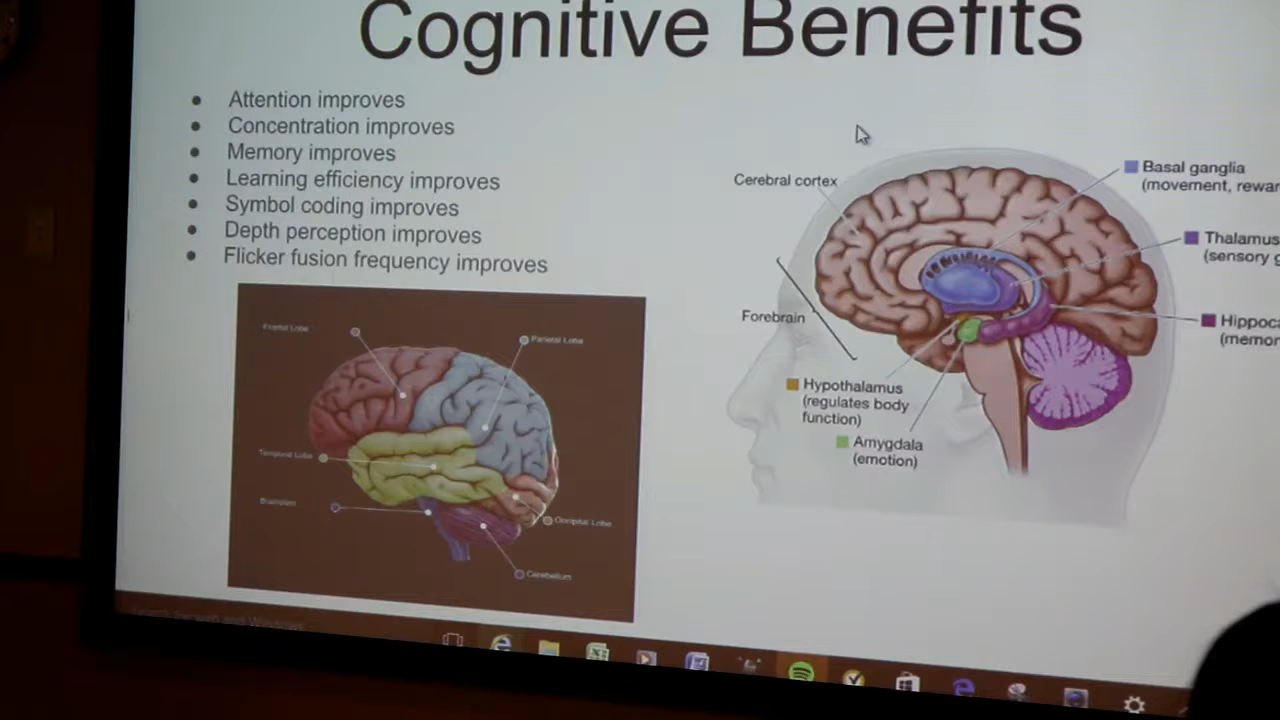 Cognitive Benefits
● Attention improves
● Concentration improves
● Memory improves
● Learning efficiency improves
● Symbol coding improves
● Depth perception improves
● Flicker fusion frequency improves
Frontal Lobe
Parietal Lobe
Temporal Lobe
Brainstem
Occipital Lobe
Cerebellum
Cerebral cortex
Forebrain
Hypothalamus
(regulates body
function)
Amygdala
(emotion)
Basal ganglia
(movement, rewar
Thalamus
(sensory g
Hippoca
(memor